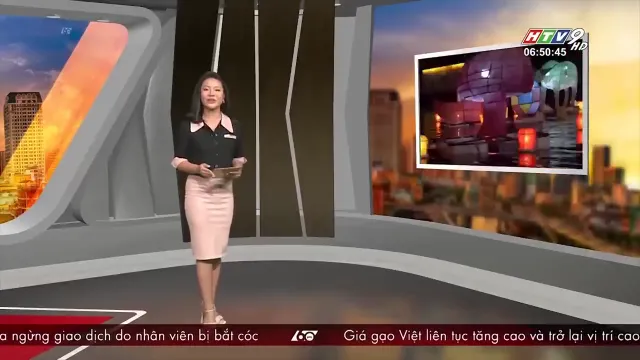 HTV9 HD
06:50:45
a ngừng giao dịch do nhân viên bị bắt cóc 60 Giá gạo Việt liên tục tăng cao và trở lại vị trí cao